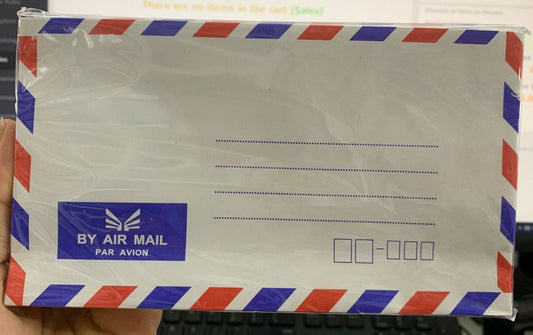 There are no items in the cart (Sales)
BY AIR MAIL
PAR AVION